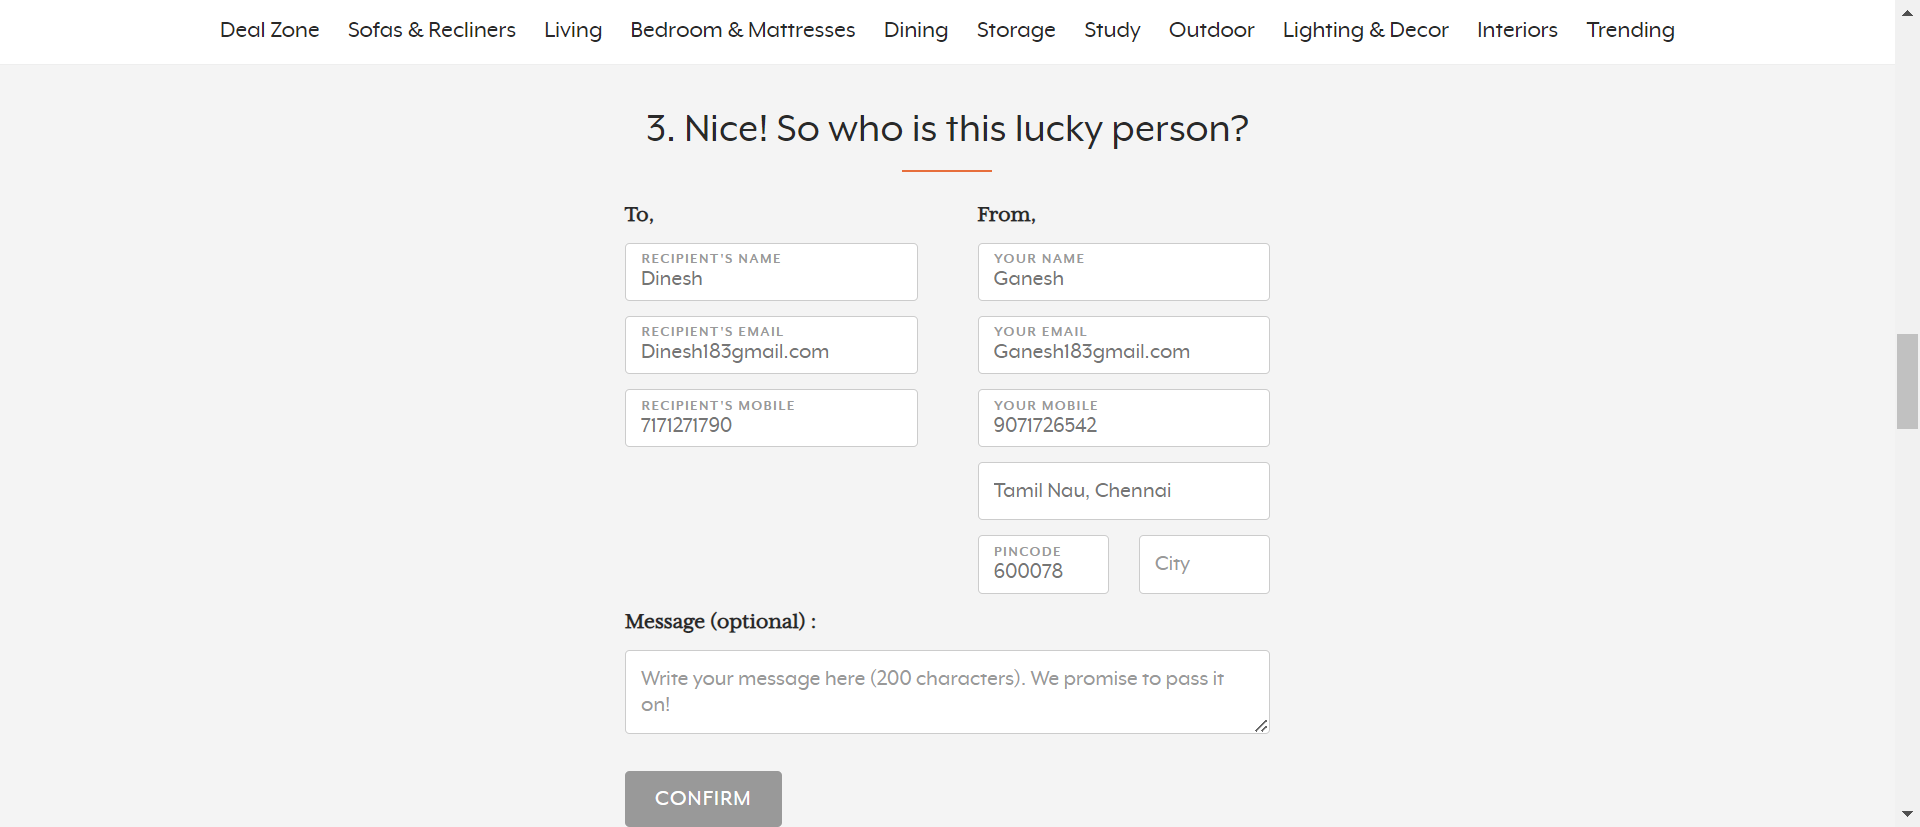 Deal Zone Sofas & Recliners Living Bedroom & Mattresses Dining Storage Study Outdoor Lighting & Decor Interiors Trending
3. Nice! So who is this lucky person?
To,
RECIPIENT'S NAME
Dinesh
RECIPIENT'S EMAIL
Dinesh183gmail.com
RECIPIENT'S MOBILE
7171271790
From,
YOUR NAME
Ganesh
YOUR EMAIL
Ganesh183gmail.com
YOUR MOBILE
9071726542
Tamil Nau, Chennai
PINCODE
600078
City
Message (optional) :
Write your message here (200 characters). We promise to pass it
on!
CONFIRM